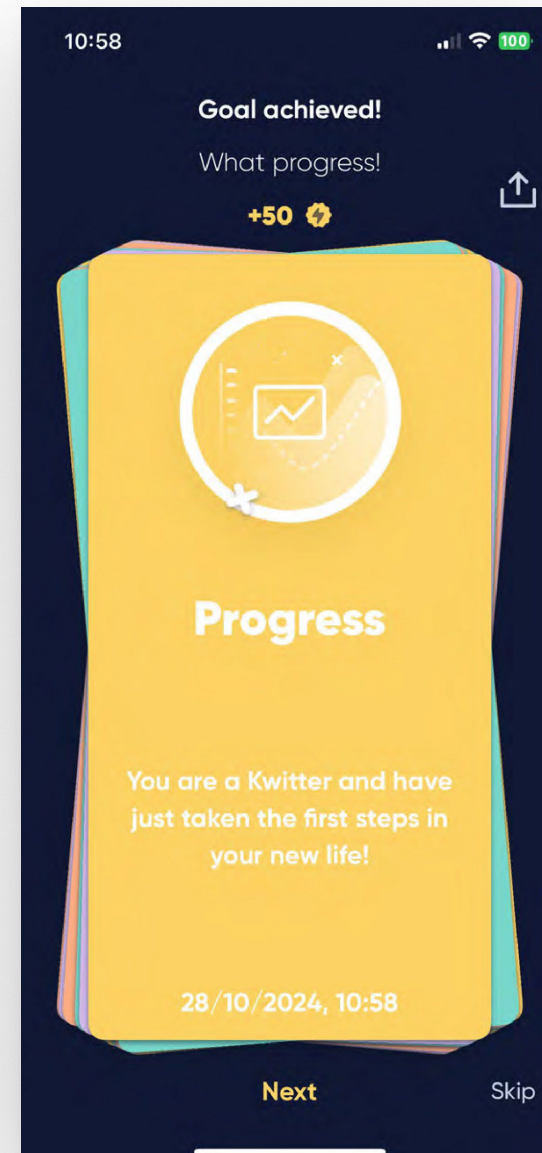 10:58
100
Goal achieved!
What progress!
+50
Progress
You are a Kwitter and have
just taken the first steps in
your new life!
28/10/2024, 10:58
Next
Skip